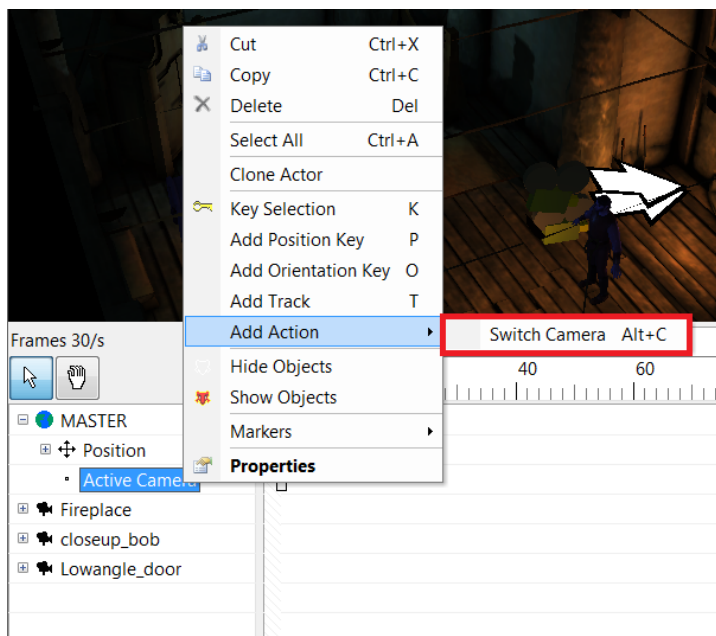 Cut Ctrl+X
Copy Ctrl+C
Delete Del
Select All Ctrl+A
Clone Actor
Key Selection K
Add Position Key P
Add Orientation Key O
Add Track T
Add Action
Switch Camera Alt+C
Hide Objects
Show Objects
Markers
Properties
Frames 30/s
40 60
MASTER
Position
Active Camera
Fireplace
closeup_bob
Lowangle_door